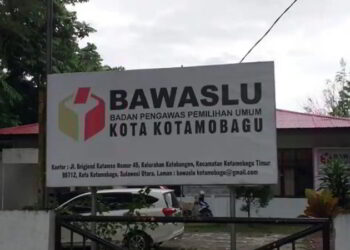 BAWASLU
BADAN PENGAWAS PEMILIHAN UMUM
KOTA KOTAMOBAGU
Kantor : Jl. Brigjend Katamso Nomor 45, Kelurahan Kotobangon, Kecamatan Kotamobagu Timur
95712, Kota Kotamobagu, Sulawesi Utara, Laman : bawaslu kotamobagu@gmail.com